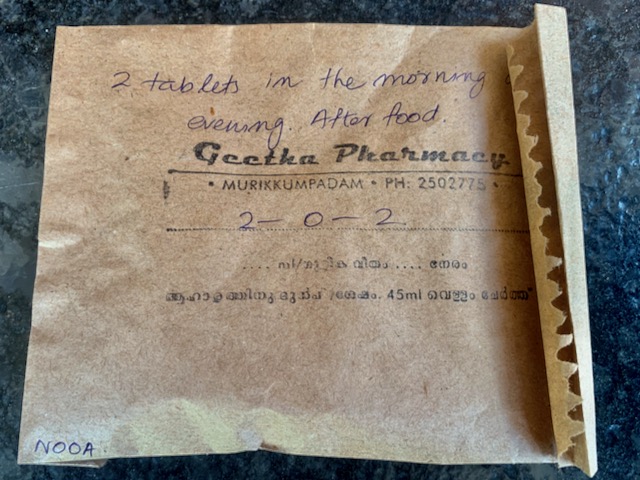 2 tablets in the morning
evening. After food.
Geetha Pharmacy
• MURIKKUMPADAM • PH: 2502775 •
2 - 0 - 2
.... മി/ഗുളിക വീതം .... നേരം
ആഹാരത്തിനു മുൻപ് /ശേഷം. 45ml വെള്ളം ചേർത്ത്
NOOA